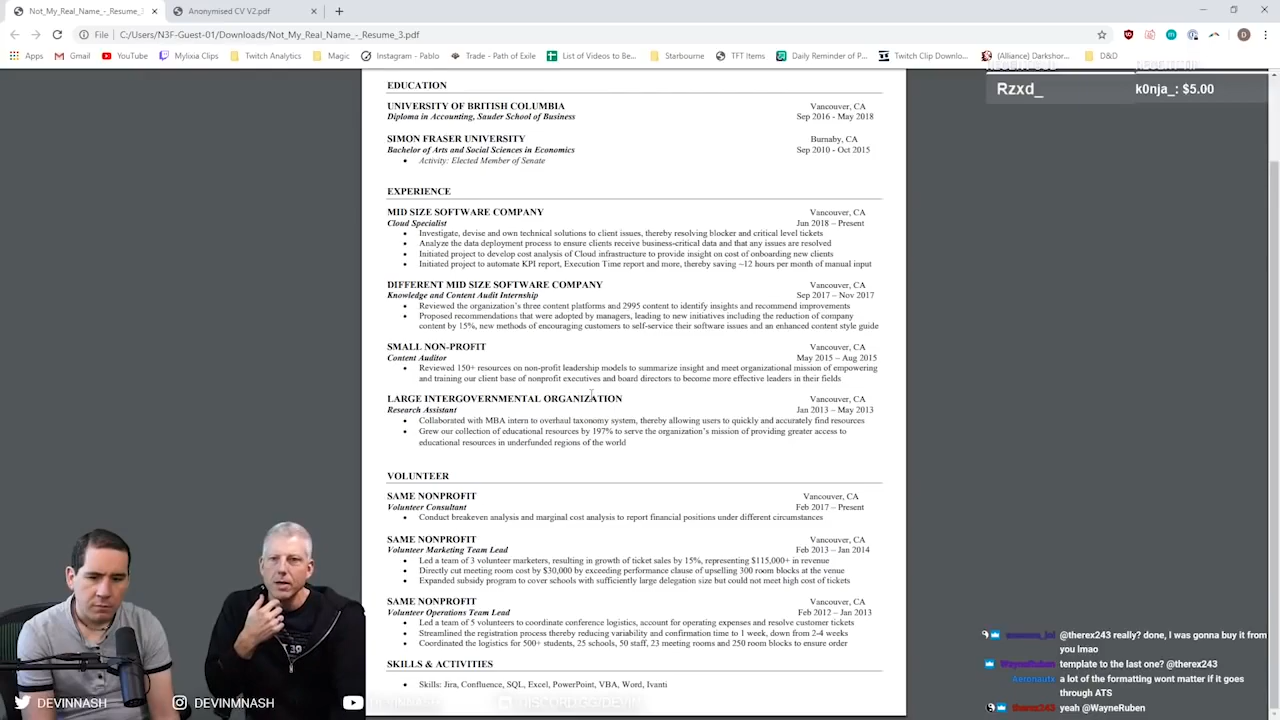 Not_My_Real_Name_-_Resume_3
Anonymised CV V2.pdf
File
C:/Users/N3F-Guest-01/Downloads/Not_My_Real_Name_-_Resume_3.pdf
Apps
Gmail
YouTube
Mylixia Clips
Twitch Analytics
Magic
Instagram - Pablo
Trade - Path of Exile
List of Videos to Be...
Starbourne
TFT Items
Daily Reminder of P...
Twitch Clip Downlo...
(Alliance) Darkshor...
D&D
Rzxd_
k0nja_: $5.00
EDUCATION
UNIVERSITY OF BRITISH COLUMBIA Vancouver, CA
Diploma in Accounting, Sauder School of Business Sep 2016 - May 2018
SIMON FRASER UNIVERSITY Burnaby, CA
Bachelor of Arts and Social Sciences in Economics Sep 2010 - Oct 2015
• Activity: Elected Member of Senate
EXPERIENCE
MID SIZE SOFTWARE COMPANY Vancouver, CA
Cloud Specialist Jun 2018 – Present
• Investigate, devise and own technical solutions to client issues, thereby resolving blocker and critical level tickets
• Analyze the data deployment process to ensure clients receive business-critical data and that any issues are resolved
• Initiated project to develop cost analysis of Cloud infrastructure to provide insight on cost of onboarding new clients
• Initiated project to automate KPI report, Execution Time report and more, thereby saving ~12 hours per month of manual input
DIFFERENT MID SIZE SOFTWARE COMPANY Vancouver, CA
Knowledge and Content Audit Internship Sep 2017 – Nov 2017
• Reviewed the organization's three content platforms and 2995 content to identify insights and recommend improvements
• Proposed recommendations that were adopted by managers, leading to new initiatives including the reduction of company
content by 15%, new methods of encouraging customers to self-service their software issues and an enhanced content style guide
SMALL NON-PROFIT Vancouver, CA
Content Auditor May 2015 – Aug 2015
• Reviewed 150+ resources on non-profit leadership models to summarize insight and meet organizational mission of empowering
and training our client base of nonprofit executives and board directors to become more effective leaders in their fields
LARGE INTERGOVERNMENTAL ORGANIZATION Vancouver, CA
Research Assistant Jan 2013 – May 2013
• Collaborated with MBA intern to overhaul taxonomy system, thereby allowing users to quickly and accurately find resources
• Grew our collection of educational resources by 197% to serve the organization's mission of providing greater access to
educational resources in underfunded regions of the world
VOLUNTEER
SAME NONPROFIT Vancouver, CA
Volunteer Consultant Feb 2017 – Present
• Conduct breakeven analysis and marginal cost analysis to report financial positions under different circumstances
SAME NONPROFIT Vancouver, CA
Volunteer Marketing Team Lead Feb 2013 – Jan 2014
• Led a team of 3 volunteer marketers, resulting in growth of ticket sales by 15%, representing $115,000+ in revenue
• Directly cut meeting room cost by $30,000 by exceeding performance clause of upselling 300 room blocks at the venue
• Expanded subsidy program to cover schools with sufficiently large delegation size but could not meet high cost of tickets
SAME NONPROFIT Vancouver, CA
Volunteer Operations Team Lead Feb 2012 – Jan 2013
• Led a team of 5 volunteers to coordinate conference logistics, account for operating expenses and resolve customer tickets
• Streamlined the registration process thereby reducing variability and confirmation time to 1 week, down from 2-4 weeks
• Coordinated the logistics for 500+ students, 25 schools, 50 staff, 23 meeting rooms and 250 room blocks to ensure order
SKILLS & ACTIVITIES
• Skills: Jira, Confluence, SQL, Excel, PowerPoint, VBA, Word, Ivanti
@therex243 really? done, I was gonna buy it from
you lmao
WayneRuben template to the last one? @therex243
Aeronautx a lot of the formatting wont matter if it goes
through ATS
therex243 yeah @WayneRuben
DEVINNASH
DEVINMNASH
DEVINNASH
DISCORD.GG/DEVIN